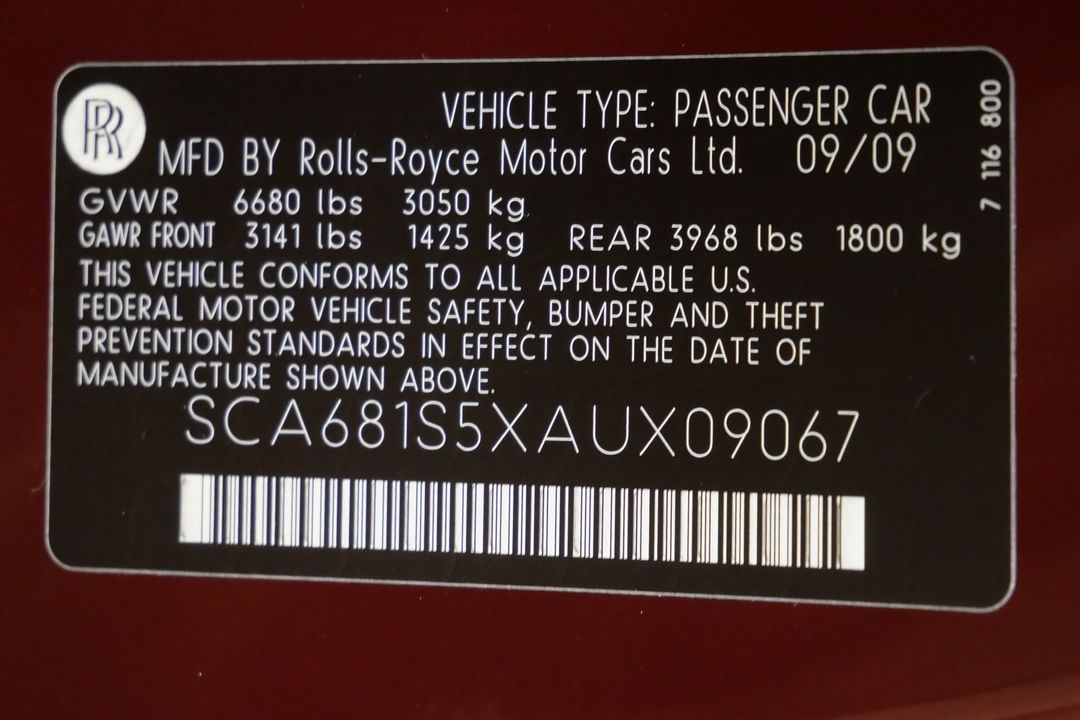 RR
VEHICLE TYPE: PASSENGER CAR
MFD BY Rolls-Royce Motor Cars Ltd. 09/09
GVWR 6680 lbs 3050 kg
GAWR FRONT 3141 lbs 1425 kg REAR 3968 lbs 1800 kg
THIS VEHICLE CONFORMS TO ALL APPLICABLE U.S.
FEDERAL MOTOR VEHICLE SAFETY, BUMPER AND THEFT
PREVENTION STANDARDS IN EFFECT ON THE DATE OF
MANUFACTURE SHOWN ABOVE.
SCA681S5XAUX09067
7 116 800